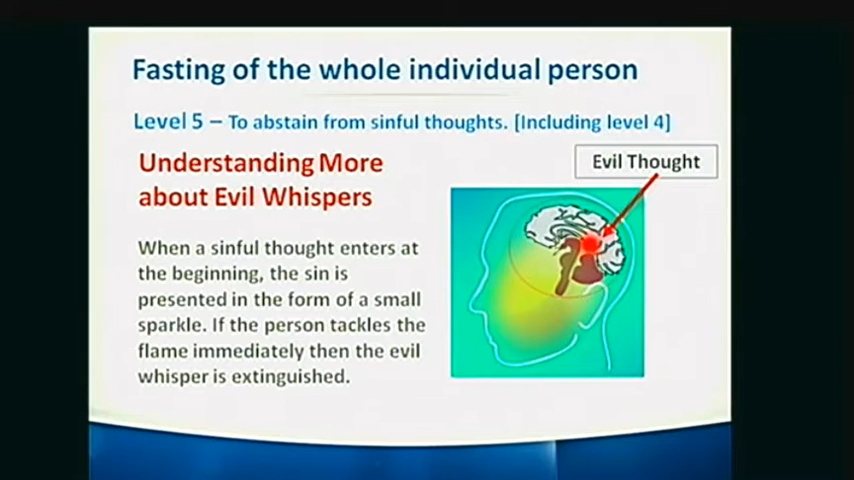 Fasting of the whole individual person
Level 5 – To abstain from sinful thoughts. [Including level 4]
Understanding More
about Evil Whispers
Evil Thought
When a sinful thought enters at
the beginning, the sin is
presented in the form of a small
sparkle. If the person tackles the
flame immediately then the evil
whisper is extinguished.